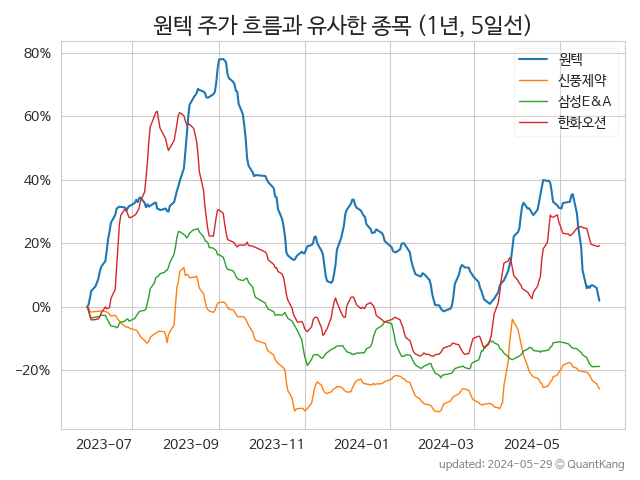 원텍 주가 흐름과 유사한 종목 (1년, 5일선)
원텍
신풍제약
삼성E&A
한화오션
80%
60%
40%
20%
0%
−20%
2023-07
2023-09
2023-11
2024-01
2024-03
2024-05
updated: 2024-05-29 © QuantKang